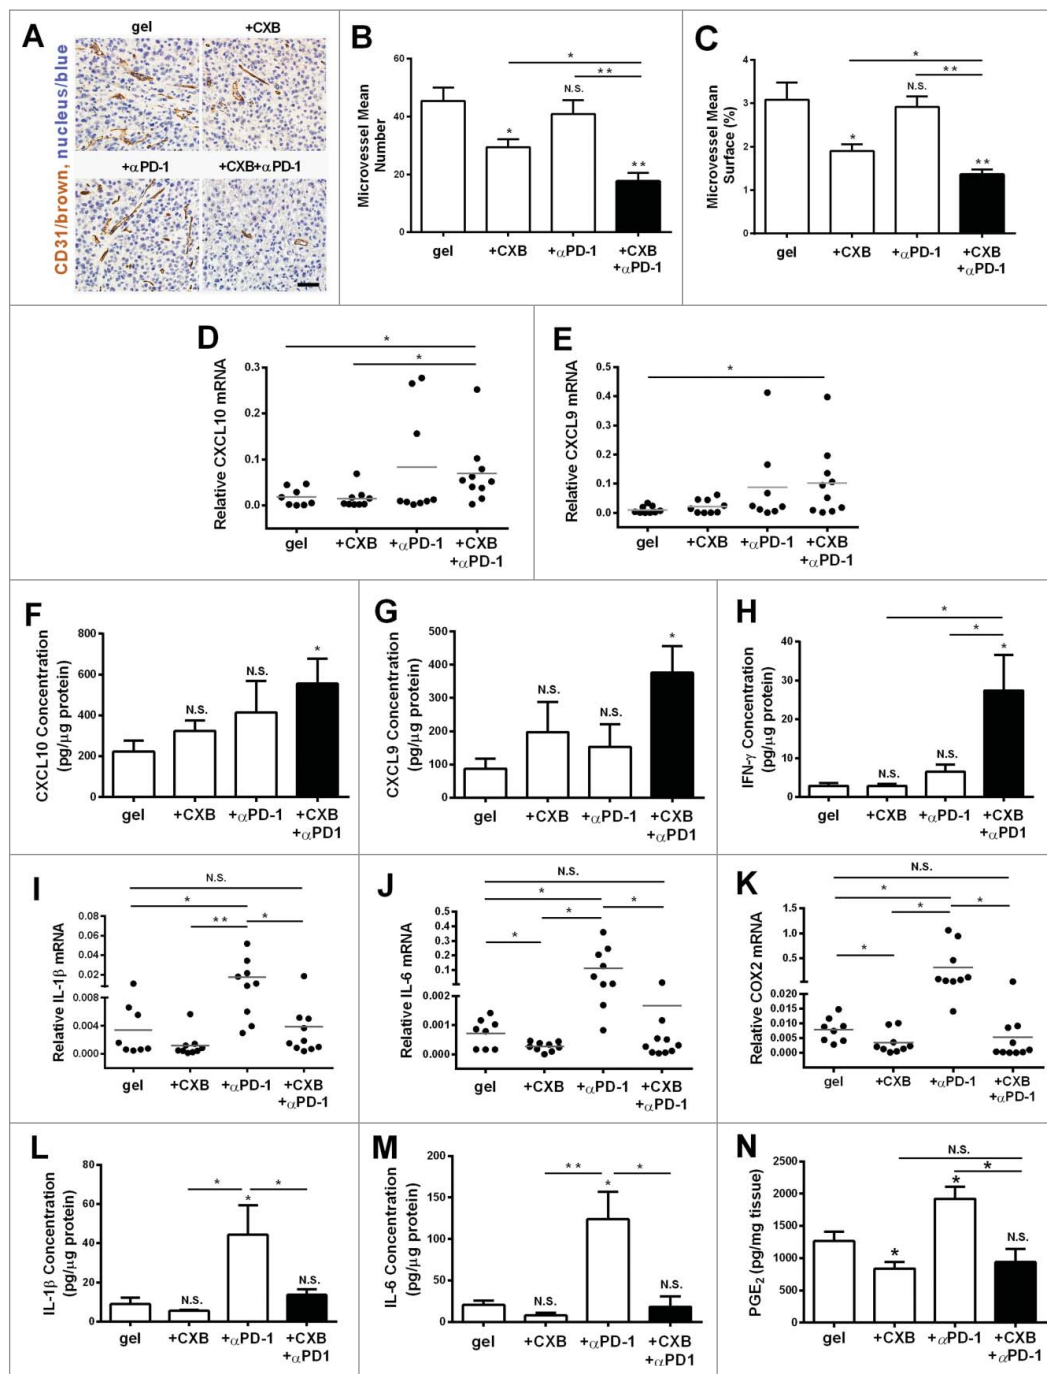 A
gel
+CXB
CD31/brown, nucleus/blue
+αPD-1
+CXB+αPD-1
B
Microvessel Mean
Number
60
40
20
0
*
* *
N.S.
*
* *
gel
+CXB
+αPD-1
+CXB
+αPD-1
C
Microvessel Mean
Surface (%)
4
3
2
1
0
*
* *
N.S.
*
* *
gel
+CXB
+αPD-1
+CXB
+αPD-1
D
Relative CXCL10 mRNA
0.3
0.2
0.1
0.0
*
*
gel
+CXB
+αPD-1
+CXB
+αPD-1
E
Relative CXCL9 mRNA
0.5
0.4
0.3
0.2
0.1
0.0
*
gel
+CXB
+αPD-1
+CXB
+αPD-1
F
CXCL10 Concentration
(pg/μg protein)
800
600
400
200
0
N.S.
N.S.
*
gel
+CXB
+αPD-1
+CXB
+αPD1
G
CXCL9 Concentration
(pg/μg protein)
500
400
300
200
100
0
N.S.
N.S.
*
gel
+CXB
+αPD-1
+CXB
+αPD1
H
IFN-γ Concentration
(pg/μg protein)
40
30
20
10
0
*
*
*
N.S.
N.S.
gel
+CXB
+αPD-1
+CXB
+αPD1
I
Relative IL-1β mRNA
0.08
0.06
0.04
0.02
0.008
0.004
0.000
N.S.
*
* *
*
gel
+CXB
+αPD-1
+CXB
+αPD-1
J
Relative IL-6 mRNA
0.5
0.4
0.3
0.2
0.1
0.002
0.001
0.000
N.S.
*
*
*
*
gel
+CXB
+αPD-1
+CXB
+αPD-1
K
Relative COX2 mRNA
1.5
1.0
0.5
0.020
0.015
0.010
0.005
0.000
N.S.
*
*
*
*
gel
+CXB
+αPD-1
+CXB
+αPD-1
L
IL-1β Concentration
(pg/μg protein)
80
60
40
20
0
*
*
*
N.S.
N.S.
gel
+CXB
+αPD-1
+CXB
+αPD1
M
IL-6 Concentration
(pg/μg protein)
200
150
100
50
0
* *
*
*
N.S.
N.S.
gel
+CXB
+αPD-1
+CXB
+αPD1
N
PGE2 (pg/mg tissue)
2500
2000
1500
1000
500
0
N.S.
*
*
*
N.S.
gel
+CXB
+αPD-1
+CXB
+αPD-1